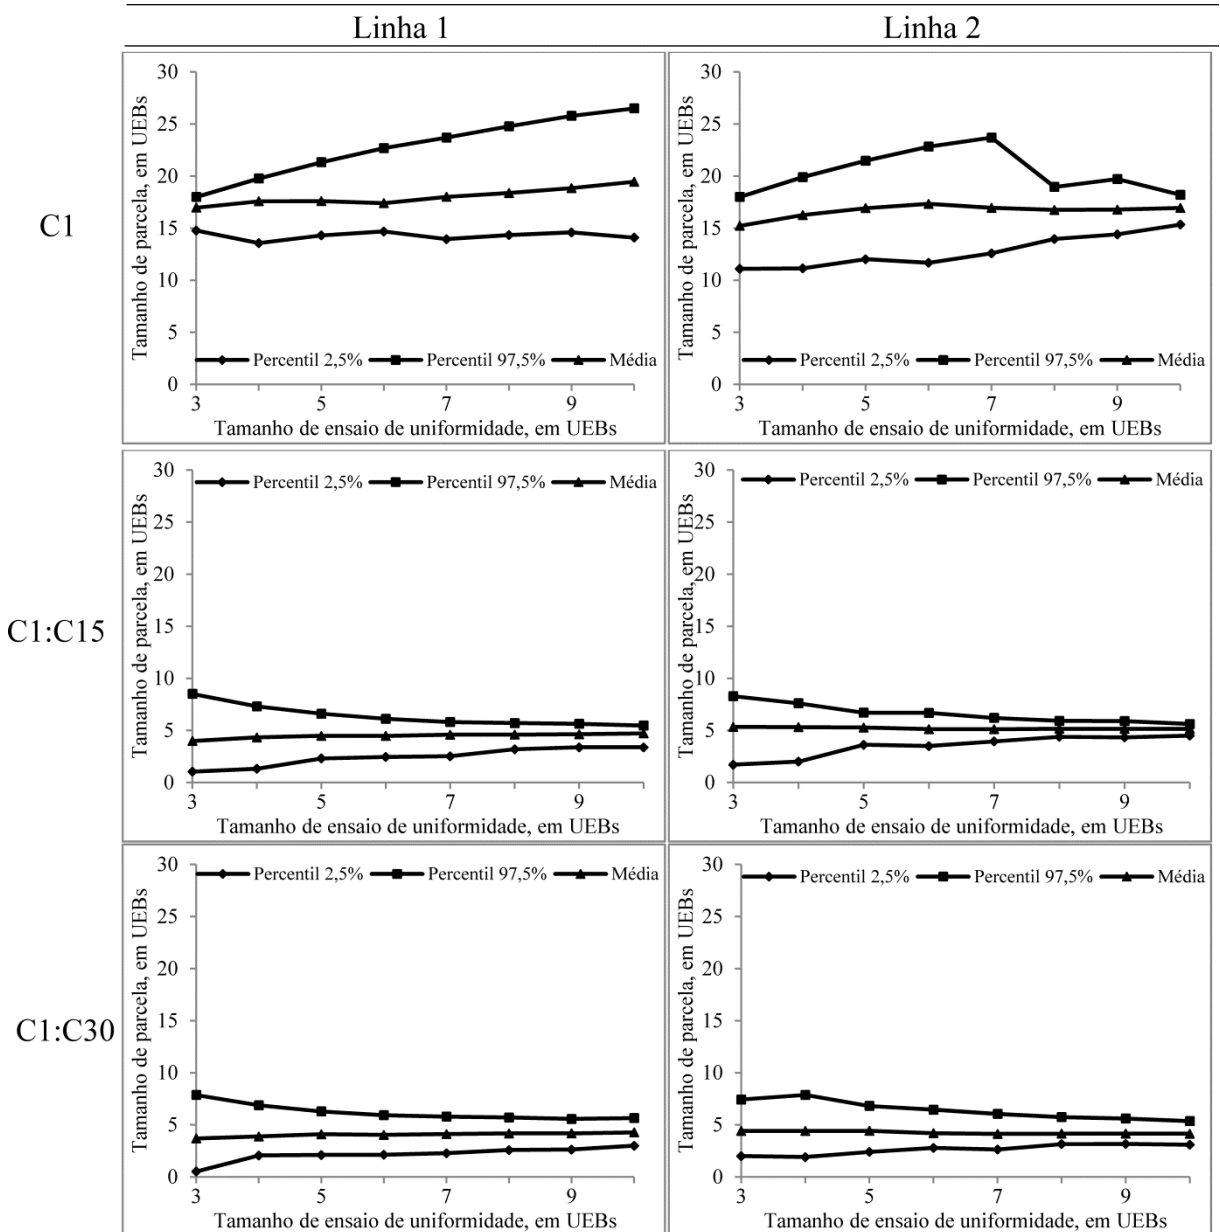 Linha 1
Linha 2
C1
Tamanho de parcela, em UEBs
30
25
20
15
10
5
0
Percentil 2,5%
Percentil 97,5%
Média
3
5
7
9
Tamanho de ensaio de uniformidade, em UEBs
Tamanho de parcela, em UEBs
30
25
20
15
10
5
0
Percentil 2,5%
Percentil 97,5%
Média
3
5
7
9
Tamanho de ensaio de uniformidade, em UEBs
C1:C15
Tamanho de parcela, em UEBs
30
25
20
15
10
5
0
Percentil 2,5%
Percentil 97,5%
Média
3
5
7
9
Tamanho de ensaio de uniformidade, em UEBs
Tamanho de parcela, em UEBs
30
25
20
15
10
5
0
Percentil 2,5%
Percentil 97,5%
Média
3
5
7
9
Tamanho de ensaio de uniformidade, em UEBs
C1:C30
Tamanho de parcela, em UEBs
30
25
20
15
10
5
0
Percentil 2,5%
Percentil 97,5%
Média
3
5
7
9
Tamanho de ensaio de uniformidade, em UEBs
Tamanho de parcela, em UEBs
30
25
20
15
10
5
0
Percentil 2,5%
Percentil 97,5%
Média
3
5
7
9
Tamanho de ensaio de uniformidade, em UEBs